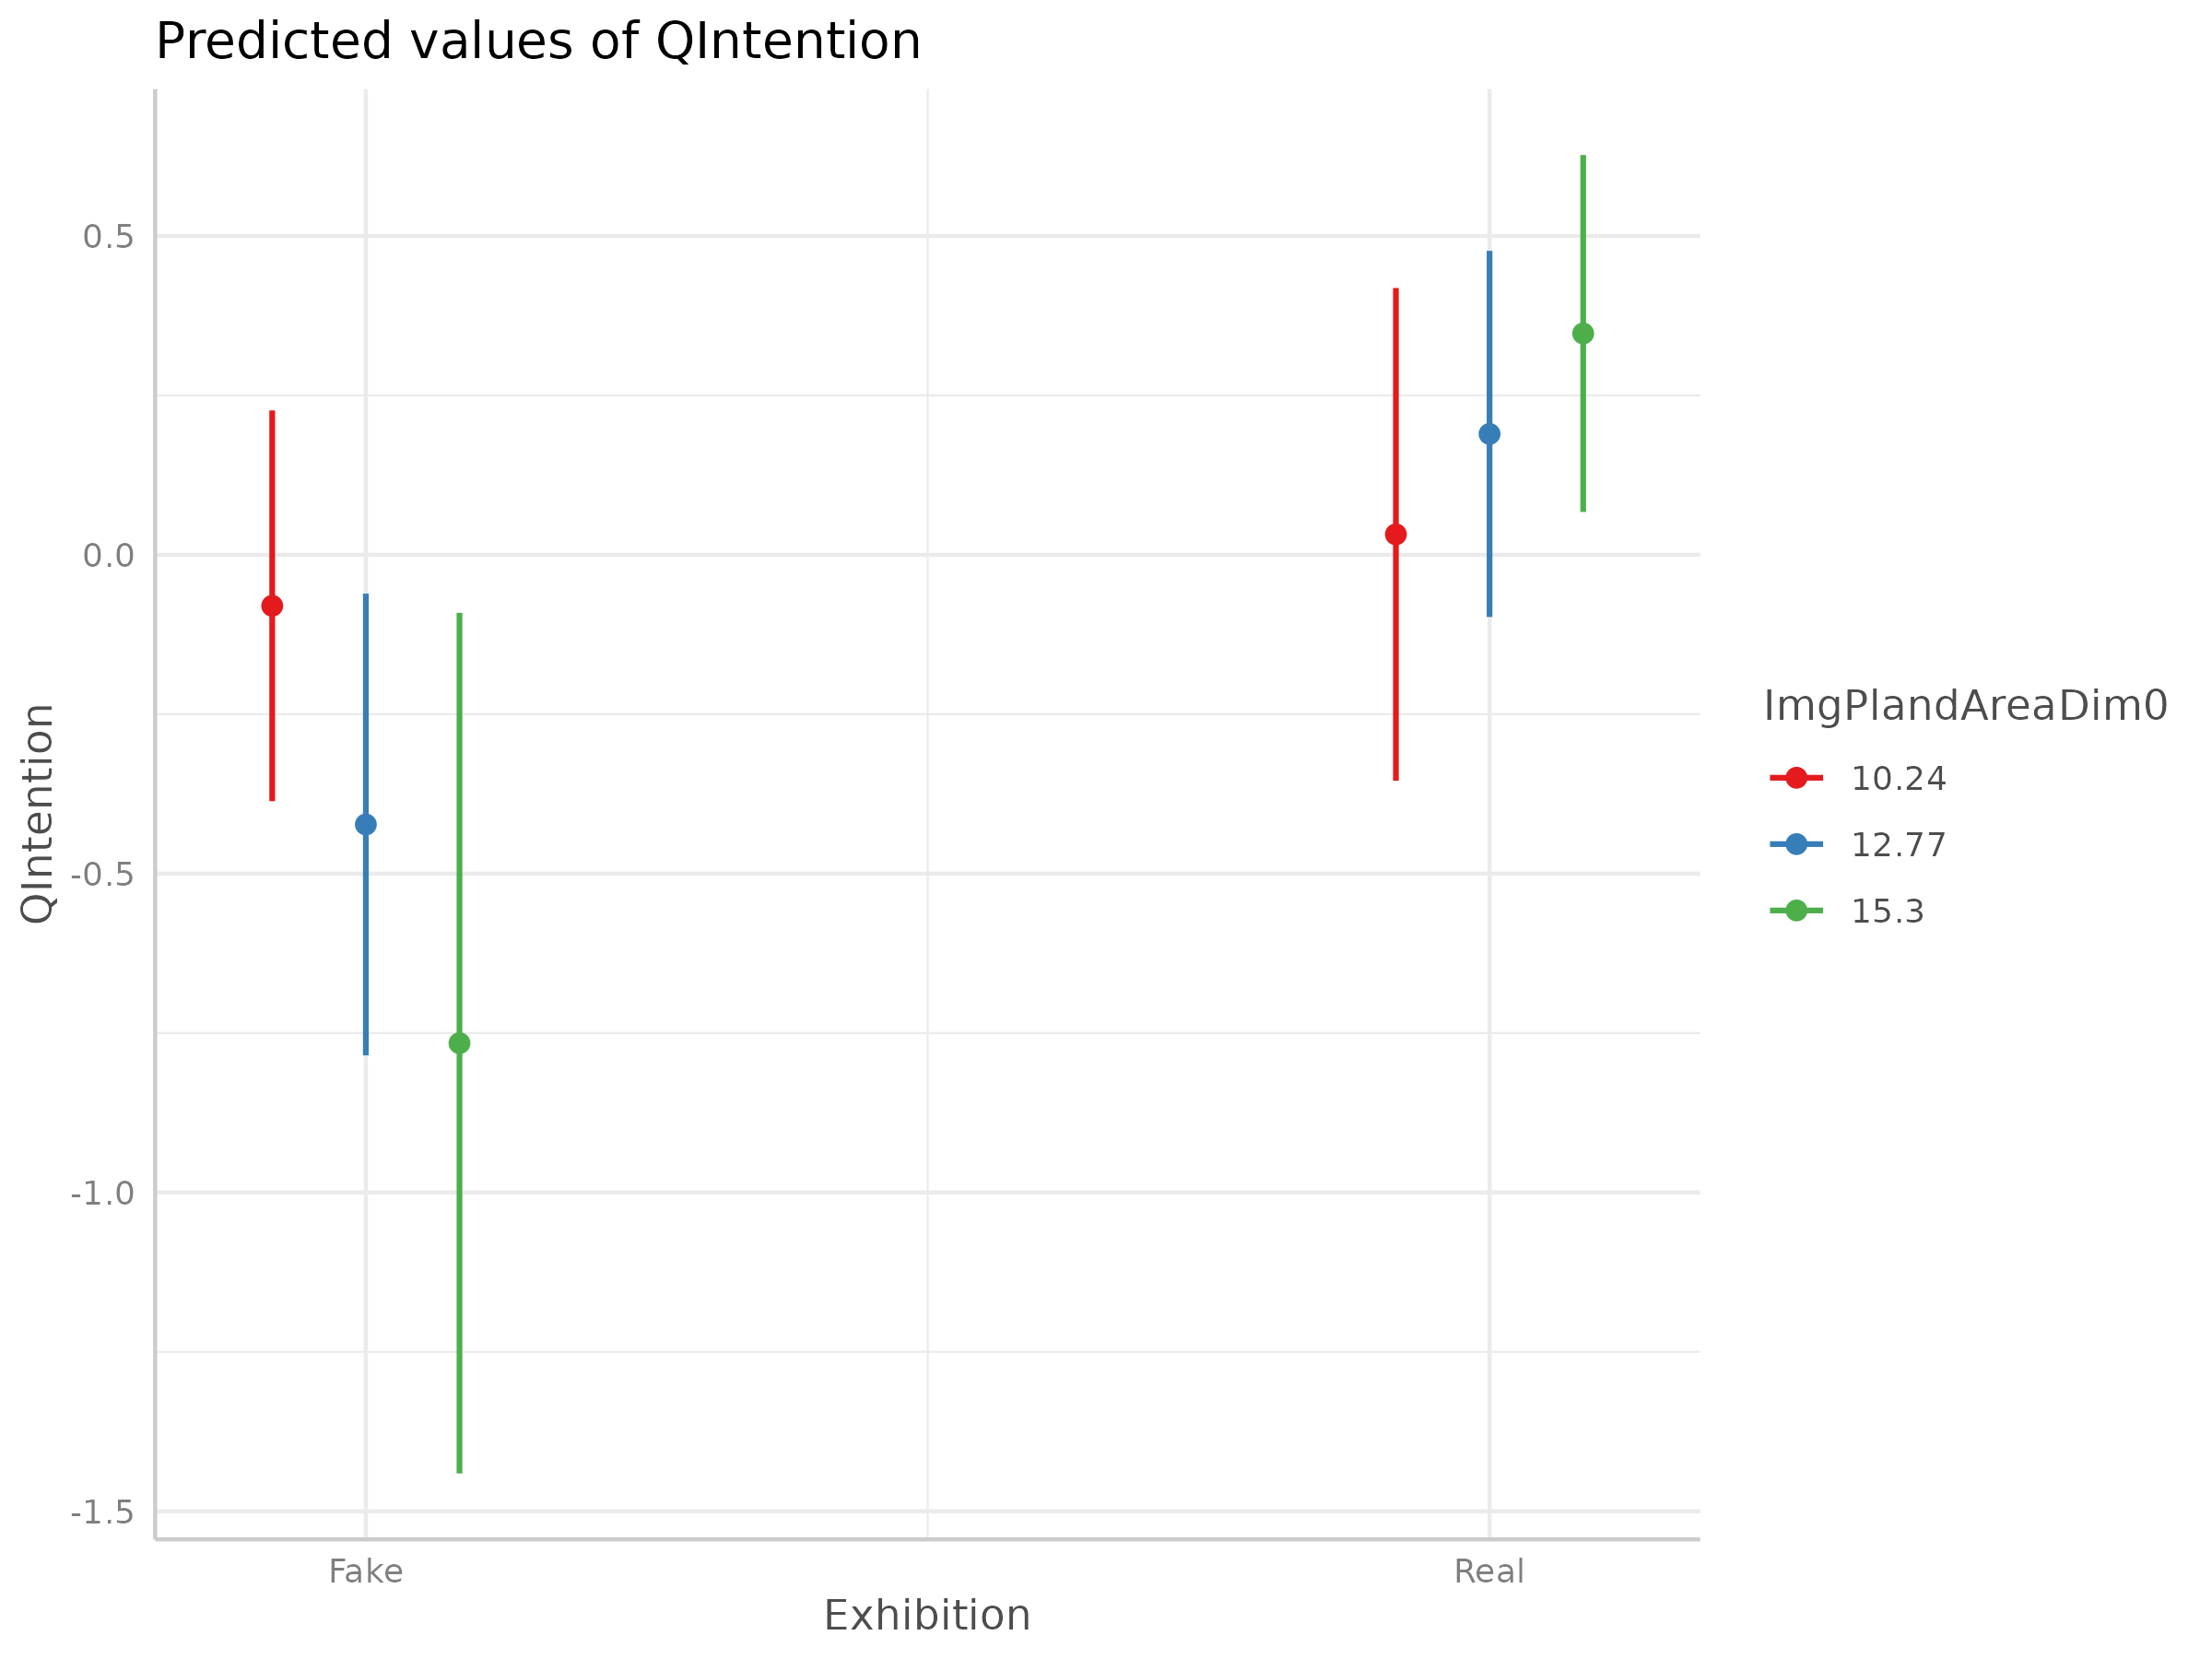 Predicted values of QIntention
QIntention
0.5
0.0
-0.5
-1.0
-1.5
Fake
Real
Exhibition
ImgPlandAreaDim0
10.24
12.77
15.3